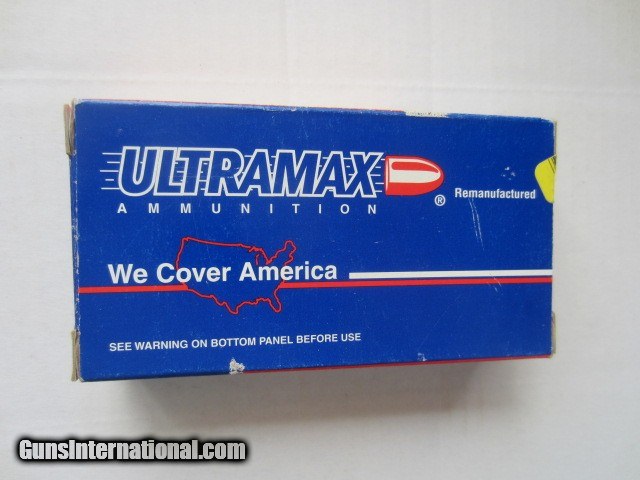 ULTRAMAX
AMMUNITION
®
Remanufactured
We Cover America
SEE WARNING ON BOTTOM PANEL BEFORE USE
GunsInternational.com